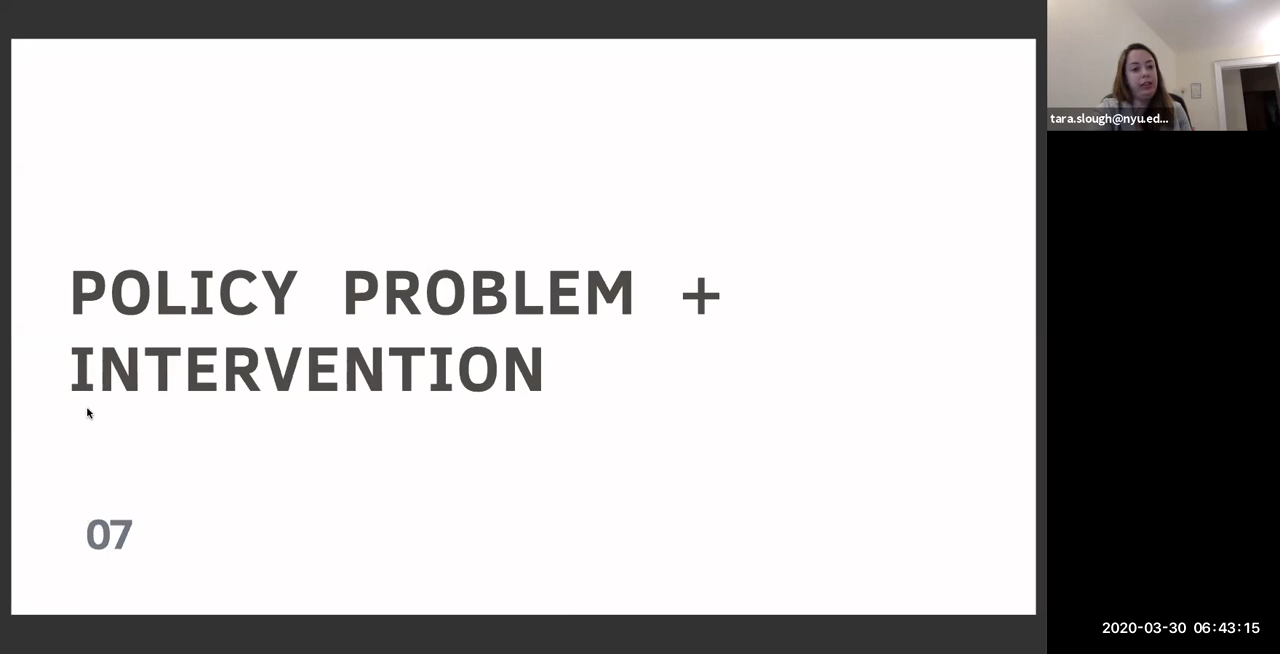 POLICY PROBLEM +
INTERVENTION
07
tara.slough@nyu.ed...
2020-03-30 06:43:15